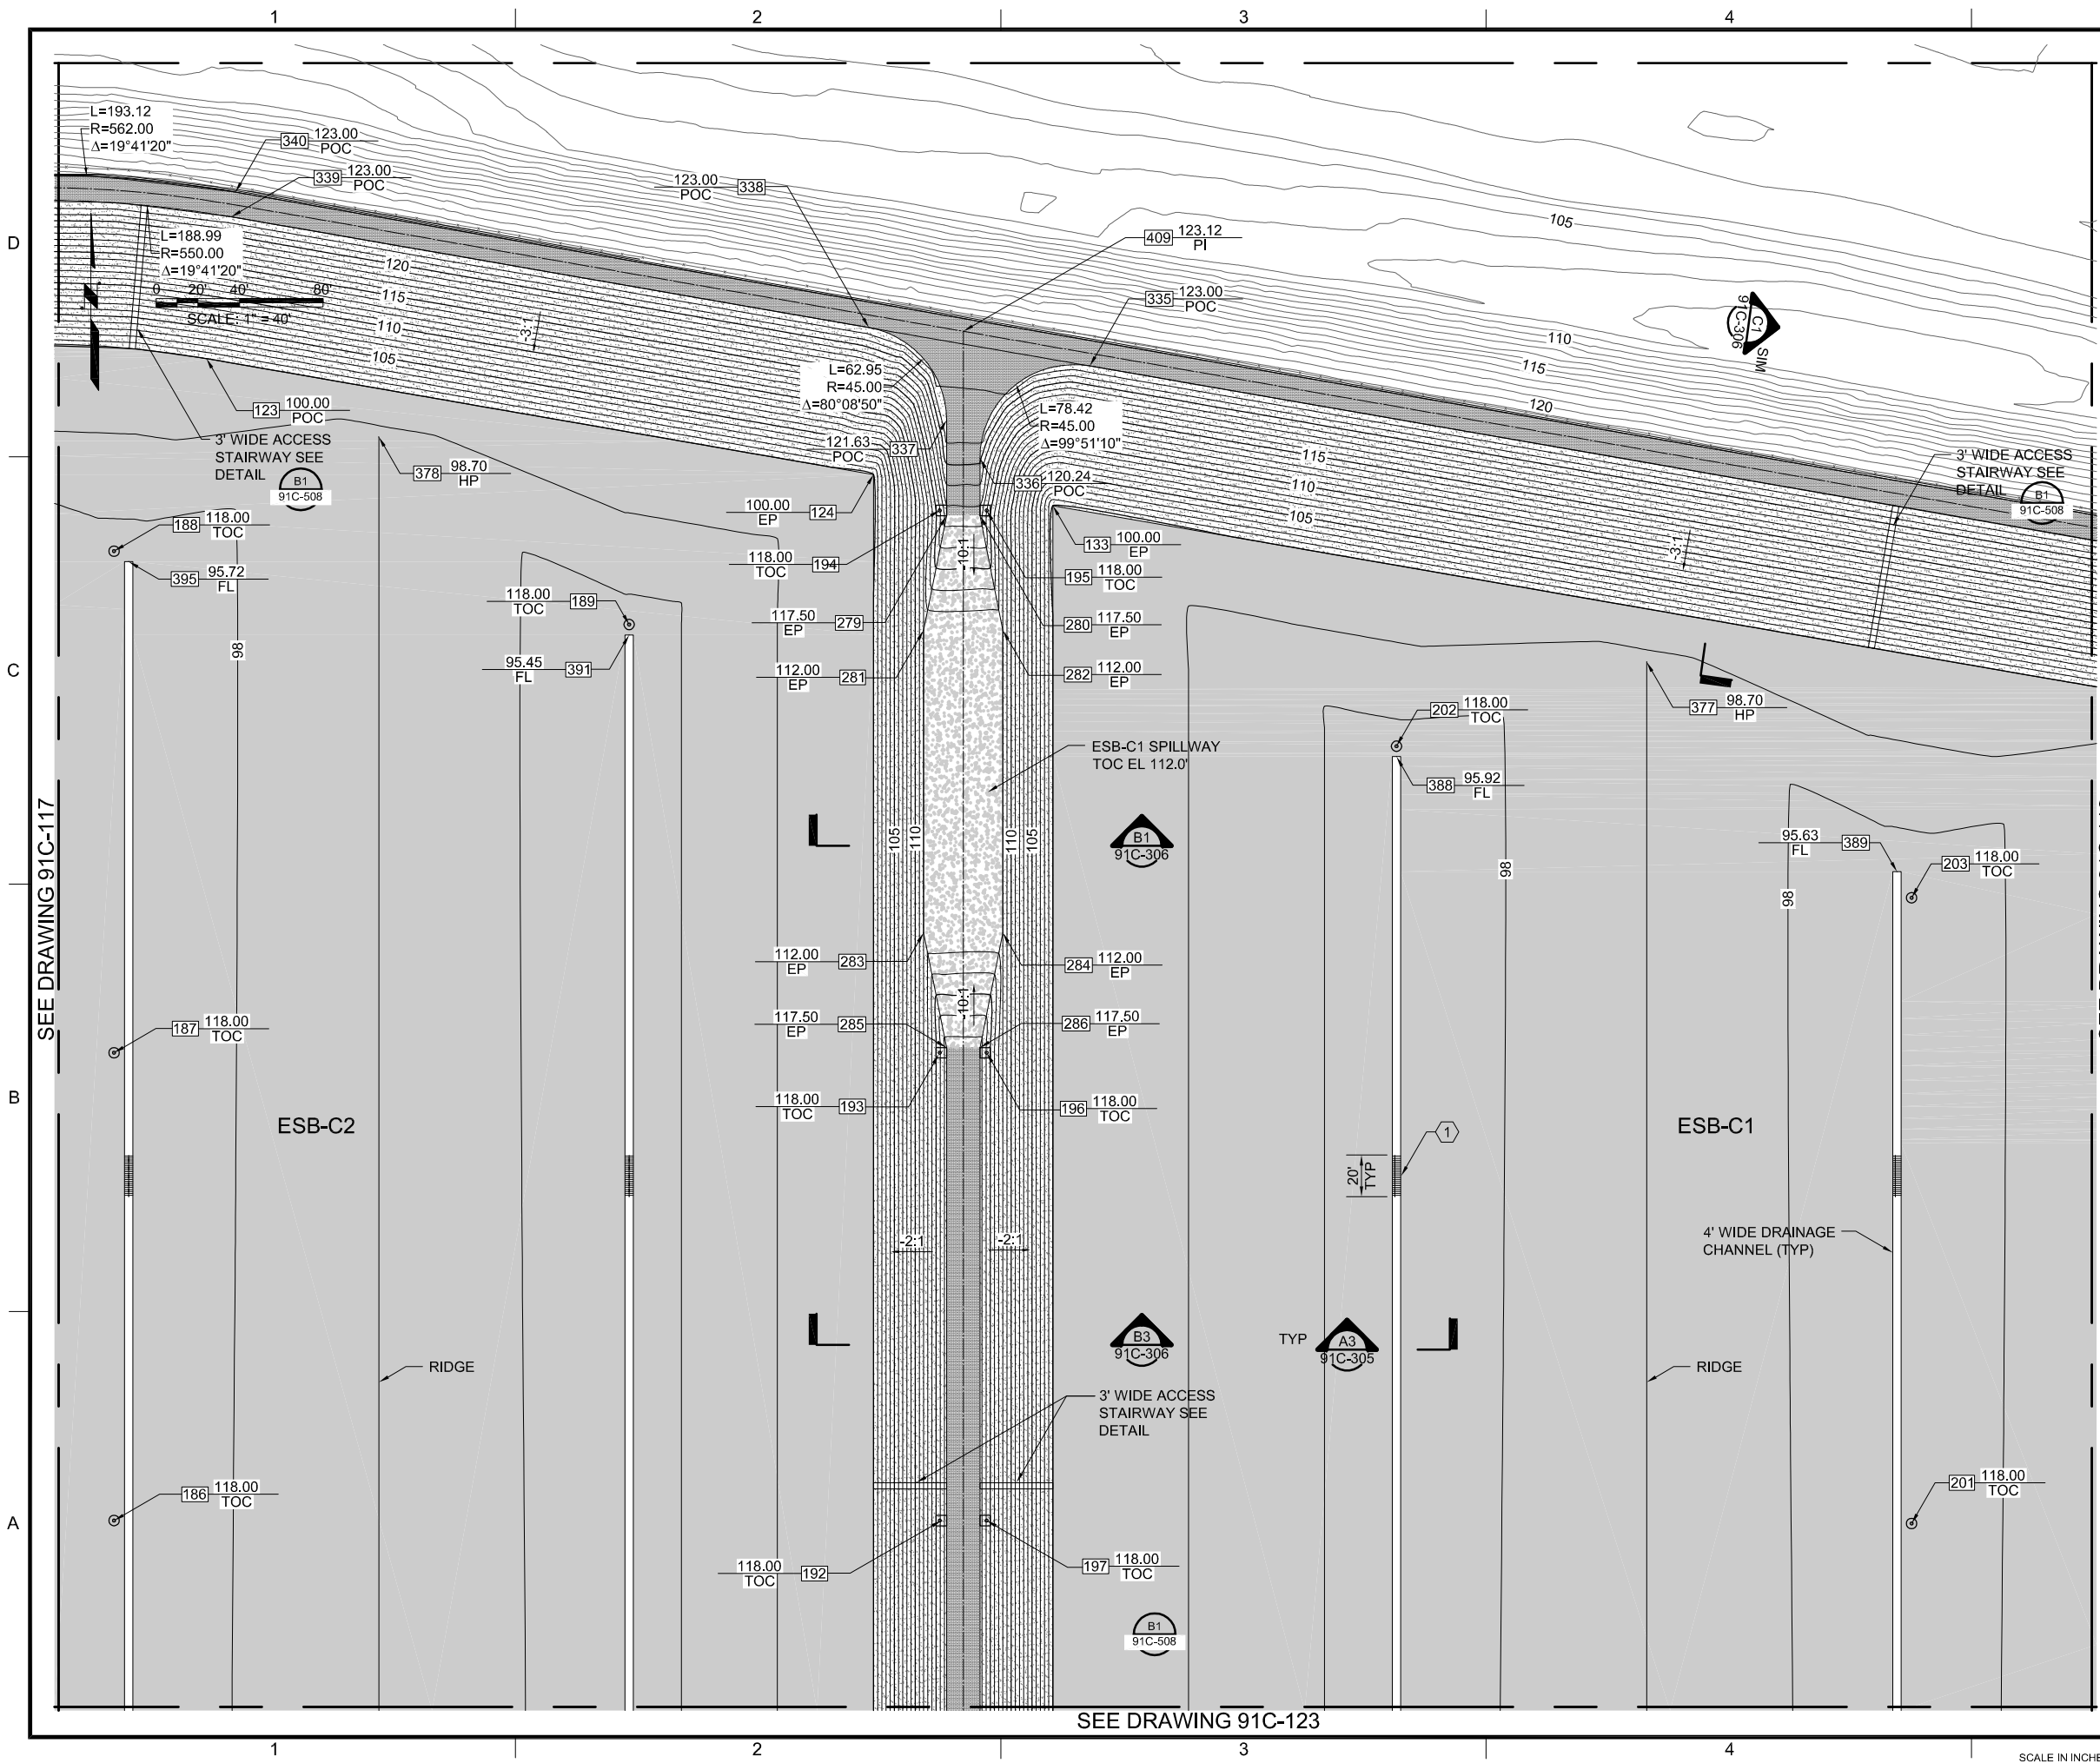 1
2
3
4
L=193.12
R=562.00
Δ=19°41'20"
340 123.00
POC
339 123.00
POC
123.00 338
POC
105
D
L=188.99
R=550.00
Δ=19°41'20"
409 123.12
PI
120
0 20' 40' 80'
SCALE: 1" = 40'
115
110
105
-3:1
335 123.00
POC
C1
91C-306
SIM
110
115
120
L=62.95
R=45.00
Δ=80°08'50"
L=78.42
R=45.00
Δ=99°51'10"
123 100.00
POC
3' WIDE ACCESS
STAIRWAY SEE
DETAIL
B1
91C-508
378 98.70
HP
121.63 337
POC
336 120.24
POC
115
110
105
3' WIDE ACCESS
STAIRWAY SEE
DETAIL
B1
91C-508
188 118.00
TOC
100.00 124
EP
133 100.00
EP
-3:1
395 95.72
FL
118.00 194
TOC
-10:1
195 118.00
TOC
118.00 189
TOC
117.50 279
EP
280 117.50
EP
98
C
95.45 391
FL
112.00 281
EP
282 112.00
EP
377 98.70
HP
202 118.00
TOC
ESB-C1 SPILLWAY
TOC EL 112.0'
388 95.92
FL
SEE DRAWING 91C-117
105
110
110
105
B1
91C-306
95.63 389
FL
203 118.00
TOC
98
98
112.00 283
EP
284 112.00
EP
187 118.00
TOC
117.50 285
EP
-10:1
286 117.50
EP
B
118.00 193
TOC
196 118.00
TOC
ESB-C2
1
ESB-C1
20'
TYP
-2:1
-2:1
4' WIDE DRAINAGE
CHANNEL (TYP)
B3
91C-306
TYP
A3
91C-305
RIDGE
RIDGE
3' WIDE ACCESS
STAIRWAY SEE
DETAIL
186 118.00
TOC
201 118.00
TOC
A
118.00 192
TOC
197 118.00
TOC
B1
91C-508
SEE DRAWING 91C-123
1
2
3
4
SCALE IN INCH